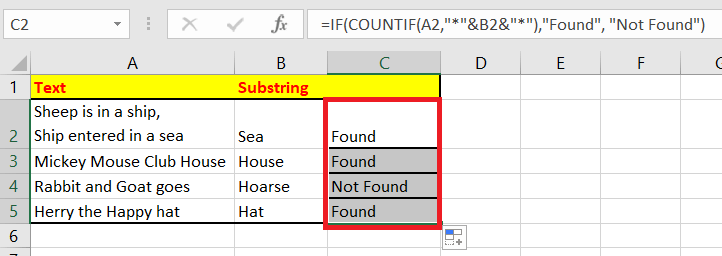 C2 fx =IF(COUNTIF(A2,"*"&B2&"*"),"Found", "Not Found")
A B C D E F
1 Text Substring
Sheep is in a ship,
2 Ship entered in a sea Sea Found
3 Mickey Mouse Club House House Found
4 Rabbit and Goat goes Hoarse Not Found
5 Herry the Happy hat Hat Found
6